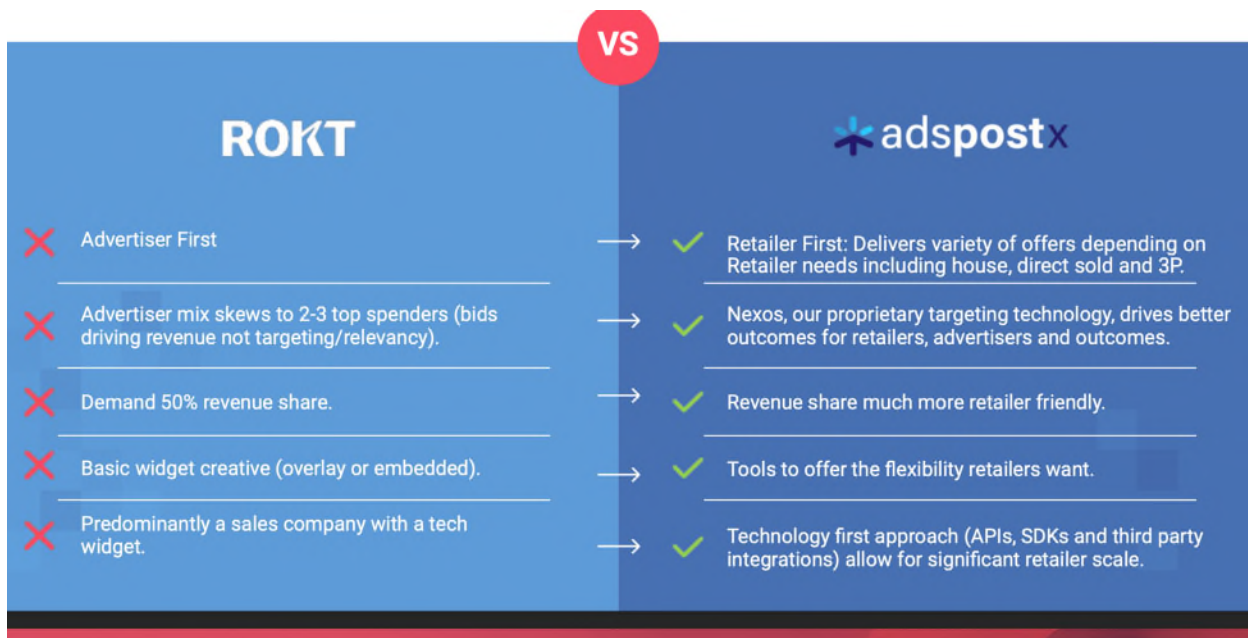 VS
ROKT
adspostx
Advertiser First
Retailer First: Delivers variety of offers depending on
Retailer needs including house, direct sold and 3P.
Advertiser mix skews to 2-3 top spenders (bids
driving revenue not targeting/relevancy).
Nexos, our proprietary targeting technology, drives better
outcomes for retailers, advertisers and outcomes.
Demand 50% revenue share.
Revenue share much more retailer friendly.
Basic widget creative (overlay or embedded).
Tools to offer the flexibility retailers want.
Predominantly a sales company with a tech
widget.
Technology first approach (APIs, SDKs and third party
integrations) allow for significant retailer scale.